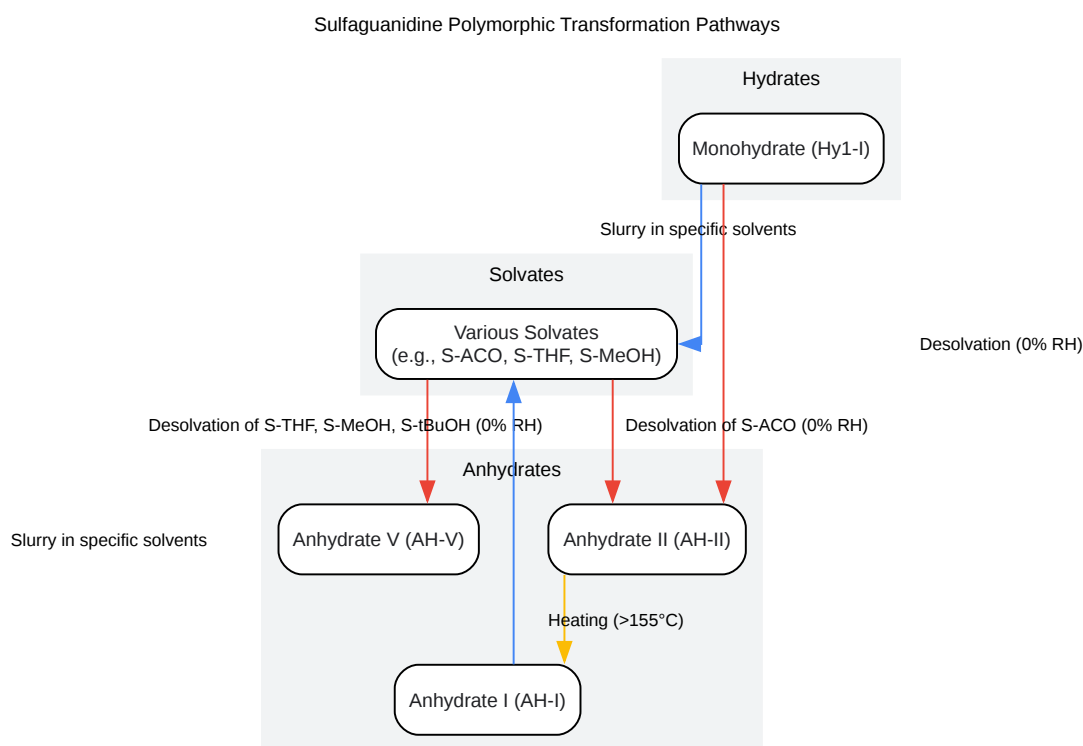 Sulfaguanidine Polymorphic Transformation Pathways
Hydrates
Monohydrate (Hy1-I)
Slurry in specific solvents
Solvates
Various Solvates
(e.g., S-ACO, S-THF, S-MeOH)
Desolvation (0% RH)
Desolvation of S-THF, S-MeOH, S-tBuOH (0% RH)
Desolvation of S-ACO (0% RH)
Anhydrates
Anhydrate V (AH-V)
Anhydrate II (AH-II)
Slurry in specific solvents
Heating (>155°C)
Anhydrate I (AH-I)